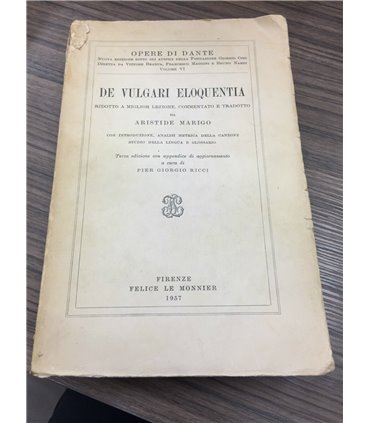 OPERE DI DANTE
NUOVA EDIZIONE SOTTO GLI AUSPICI DELLA FONDAZIONE GIORGIO CINI
DIRETTA DA VITTORE BRANCA, FRANCESCO MAGGINI E BRUNO NARDI
VOLUME VI
DE VULGARI ELOQUENTIA
RIDOTTO A MIGLIOR LEZIONE, COMMENTATO E TRADOTTO
DA
ARISTIDE MARIGO
CON INTRODUZIONE, ANALISI METRICA DELLA CANZONE
STUDIO DELLA LINGUA E GLOSSARIO
Terza edizione con appendice di aggiornamento
a cura di
PIER GIORGIO RICCI
FIRENZE
FELICE LE MONNIER
1957